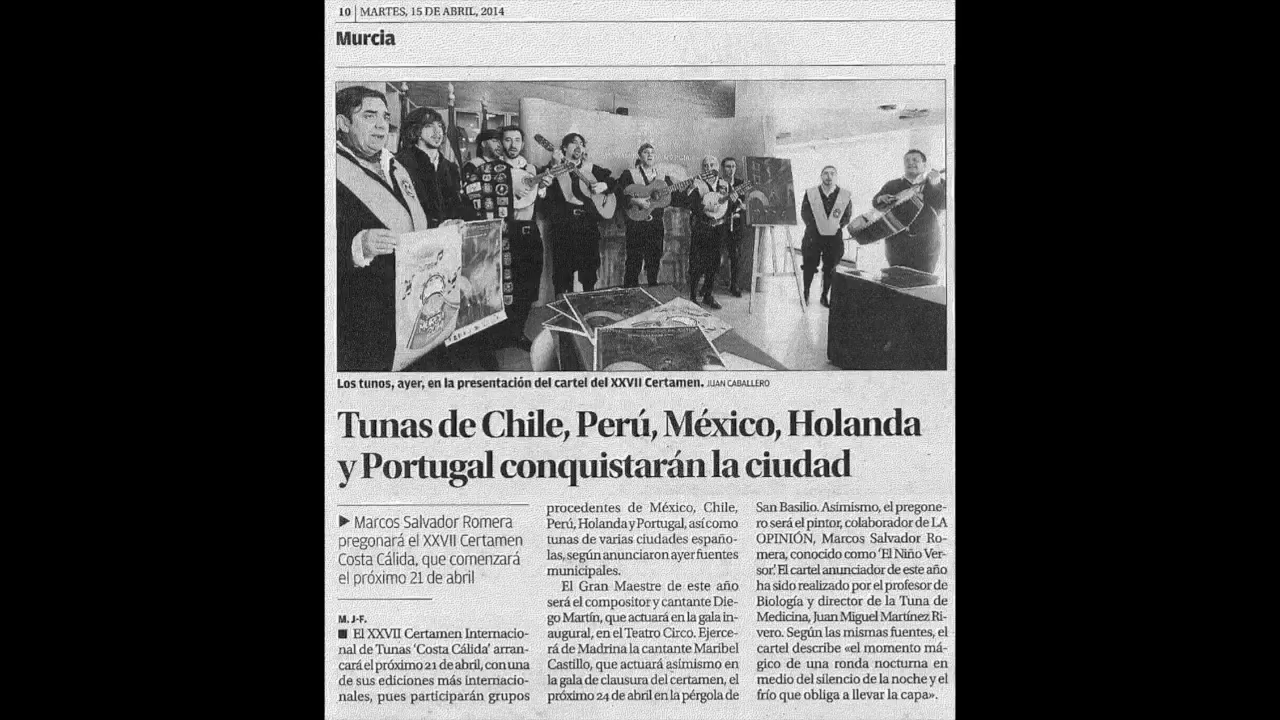 10 | MARTES, 15 DE ABRIL, 2014
Murcia
Los tunos, ayer, en la presentación del cartel del XXVII Certamen. JUAN CABALLERO
Tunas de Chile, Perú, México, Holanda
y Portugal conquistarán la ciudad
▶ Marcos Salvador Romera
pregonará el XXVII Certamen
Costa Cálida, que comenzará
el próximo 21 de abril
M. J-F.
■ El XXVII Certamen Internacio-
nal de Tunas ‘Costa Cálida’ arran-
cará el próximo 21 de abril, con una
de sus ediciones más internacio-
nales, pues participarán grupos
procedentes de México, Chile,
Perú, Holanda y Portugal, así como
tunas de varias ciudades españo-
las, según anunciaron ayer fuentes
municipales.
El Gran Maestre de este año
será el compositor y cantante Die-
go Martín, que actuará en la gala in-
augural, en el Teatro Circo. Ejerce-
rá de Madrina la cantante Maribel
Castillo, que actuará asimismo en
la gala de clausura del certamen, el
próximo 24 de abril en la pérgola de
San Basilio. Asimismo, el pregone-
ro será el pintor, colaborador de LA
OPINIÓN, Marcos Salvador Ro-
mera, conocido como ‘El Niño Ver-
sor’. El cartel anunciador de este año
ha sido realizado por el profesor de
Biología y director de la Tuna de
Medicina, Juan Miguel Martínez Ri-
vero. Según las mismas fuentes, el
cartel describe «el momento má-
gico de una ronda nocturna en
medio del silencio de la noche y el
frío que obliga a llevar la capa».